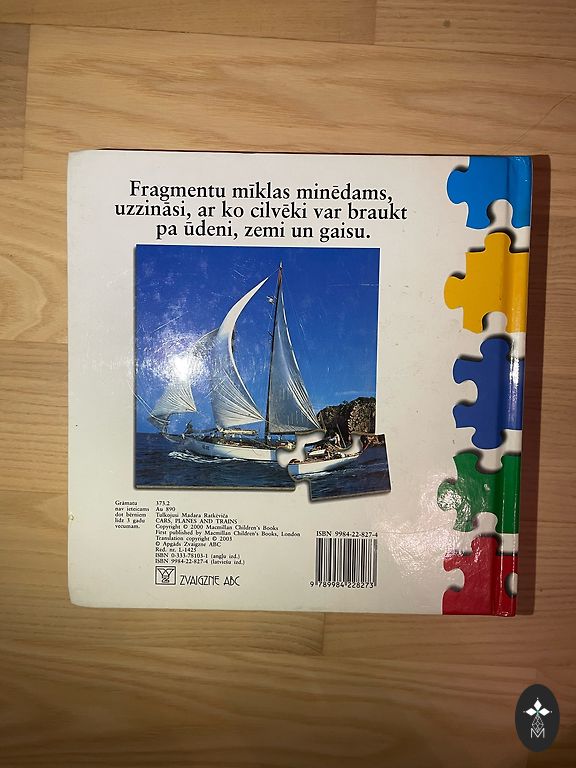 Fragmentu mīklas minēdams,
uzzināsi, ar ko cilvēki var braukt
pa ūdeni, zemi un gaisu.
Grāmatu
nav ieteicams
dot bērniem
līdz 3 gadu
vecumam.
373.2
Au 890
Tulkojusi Madara Ratkēviča
CARS, PLANES AND TRAINS
Copyright © 2000 Macmillan Children's Books
First published by Macmillan Children's Books, London
Translation copyright © 2003
© Apgāds Zvaigzne ABC
Red. nr. L-1425
ISBN 0-333-78103-1 (angļu izd.)
ISBN 9984-22-827-4 (latviešu izd.)
ZVAIGZNE ABC
ISBN 9984-22-827-4
9 789984 228273
M